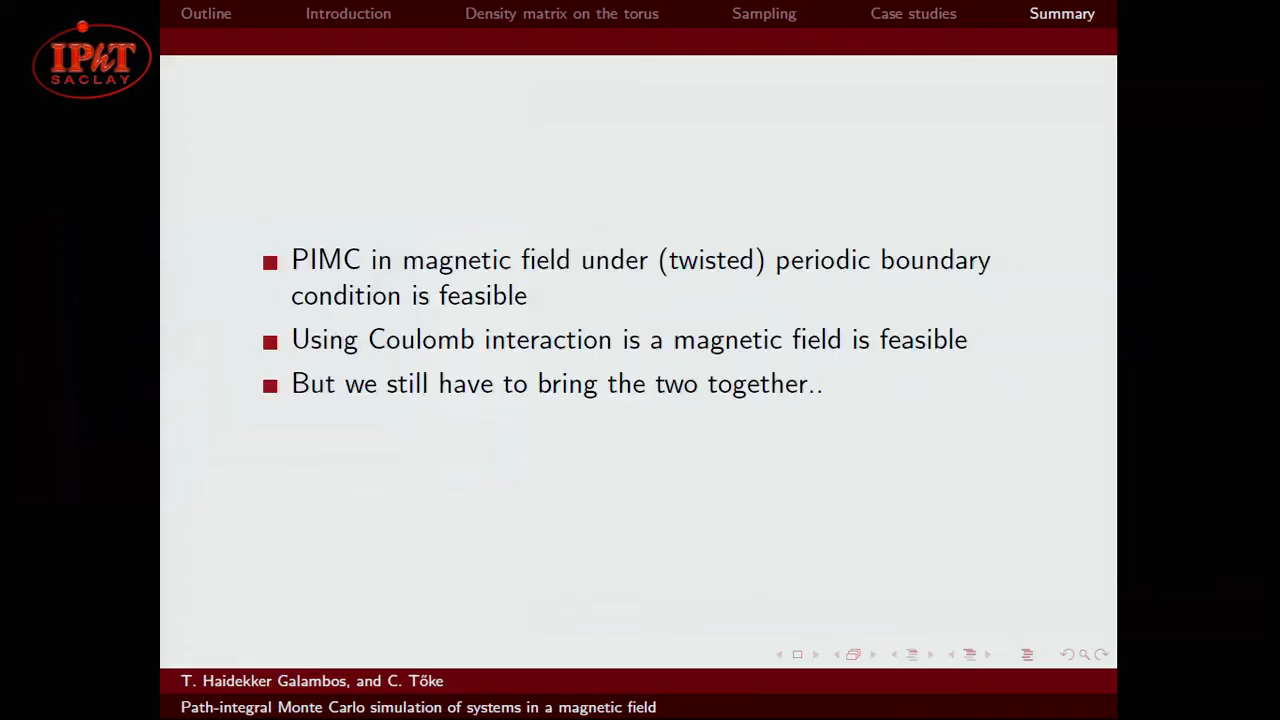 Outline Introduction Density matrix on the torus Sampling Case studies Summary
IPhT
SACLAY
PIMC in magnetic field under (twisted) periodic boundary
condition is feasible
Using Coulomb interaction is a magnetic field is feasible
But we still have to bring the two together..
T. Haidekker Galambos, and C. Tőke
Path-integral Monte Carlo simulation of systems in a magnetic field